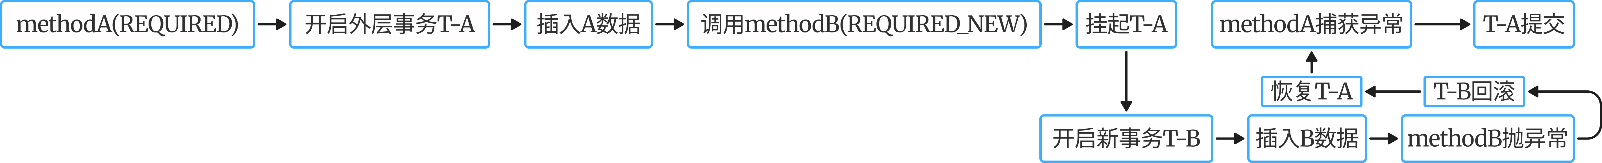 methodA(REQUIRED)
开启外层事务T-A
插入A数据
调用methodB(REQUIRED_NEW)
挂起T-A
开启新事务T-B
插入B数据
methodB抛异常
T-B回滚
恢复T-A
methodA捕获异常
T-A提交